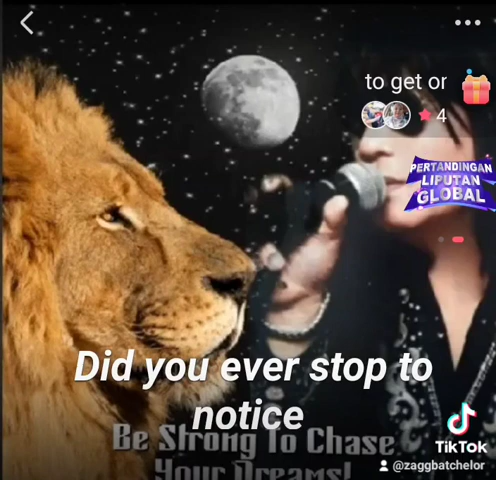 to get or
4
PERTANDINGAN
LIPUTAN
GLOBAL
Did you ever stop to
notice
Be Strong To Chase
Your Dreams!
TikTok
@zaggbatchelor